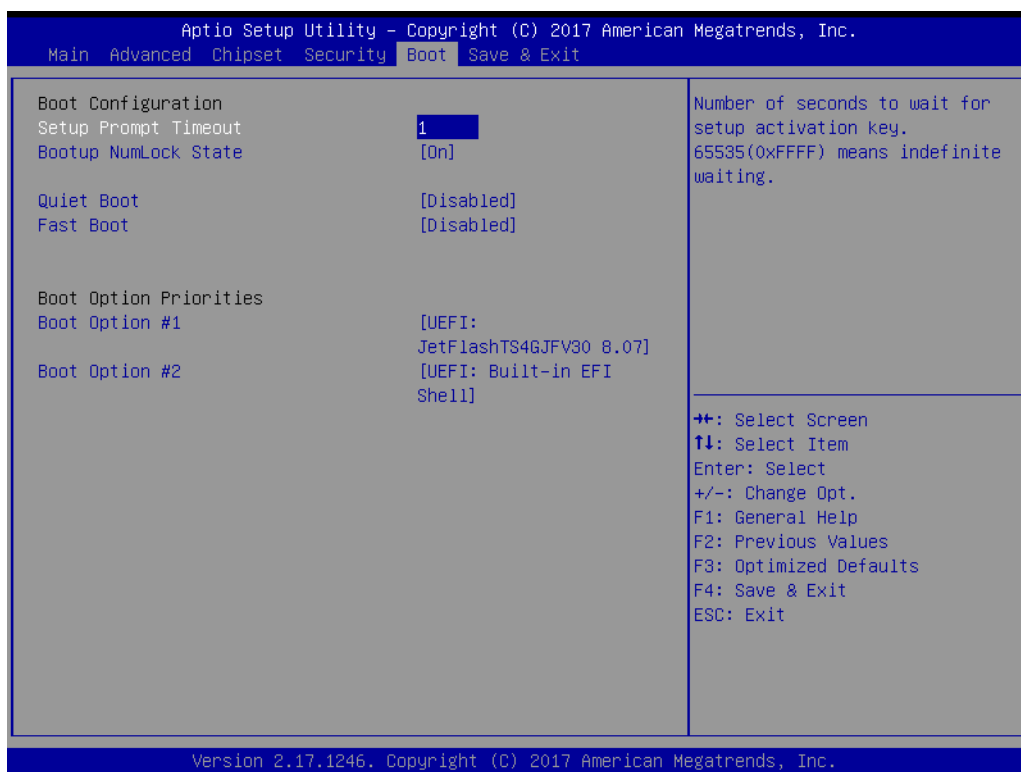 Aptio Setup Utility – Copyright (C) 2017 American Megatrends, Inc.
Main Advanced Chipset Security Boot Save & Exit
Boot Configuration
Setup Prompt Timeout 1
Bootup NumLock State [On]
Quiet Boot [Disabled]
Fast Boot [Disabled]
Boot Option Priorities
Boot Option #1 [UEFI:
JetFlashTS4GJFV30 8.07]
Boot Option #2 [UEFI: Built-in EFI
Shell]
Number of seconds to wait for
setup activation key.
65535(0xFFFF) means indefinite
waiting.
→←: Select Screen
↑↓: Select Item
Enter: Select
+/-: Change Opt.
F1: General Help
F2: Previous Values
F3: Optimized Defaults
F4: Save & Exit
ESC: Exit
Version 2.17.1246. Copyright (C) 2017 American Megatrends, Inc.